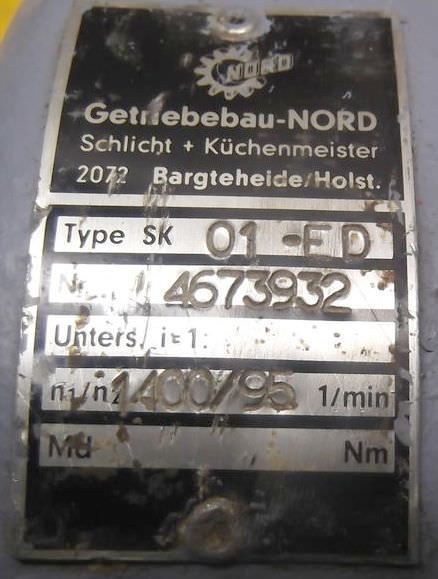 NORD
Getriebebau-NORD
Schlicht + Küchenmeister
2072 Bargteheide/Holst.
Type SK 01-ED
Nr. 4673932
Unters. i=1:
n₁/n₂ 1400/95 1/min
Md Nm